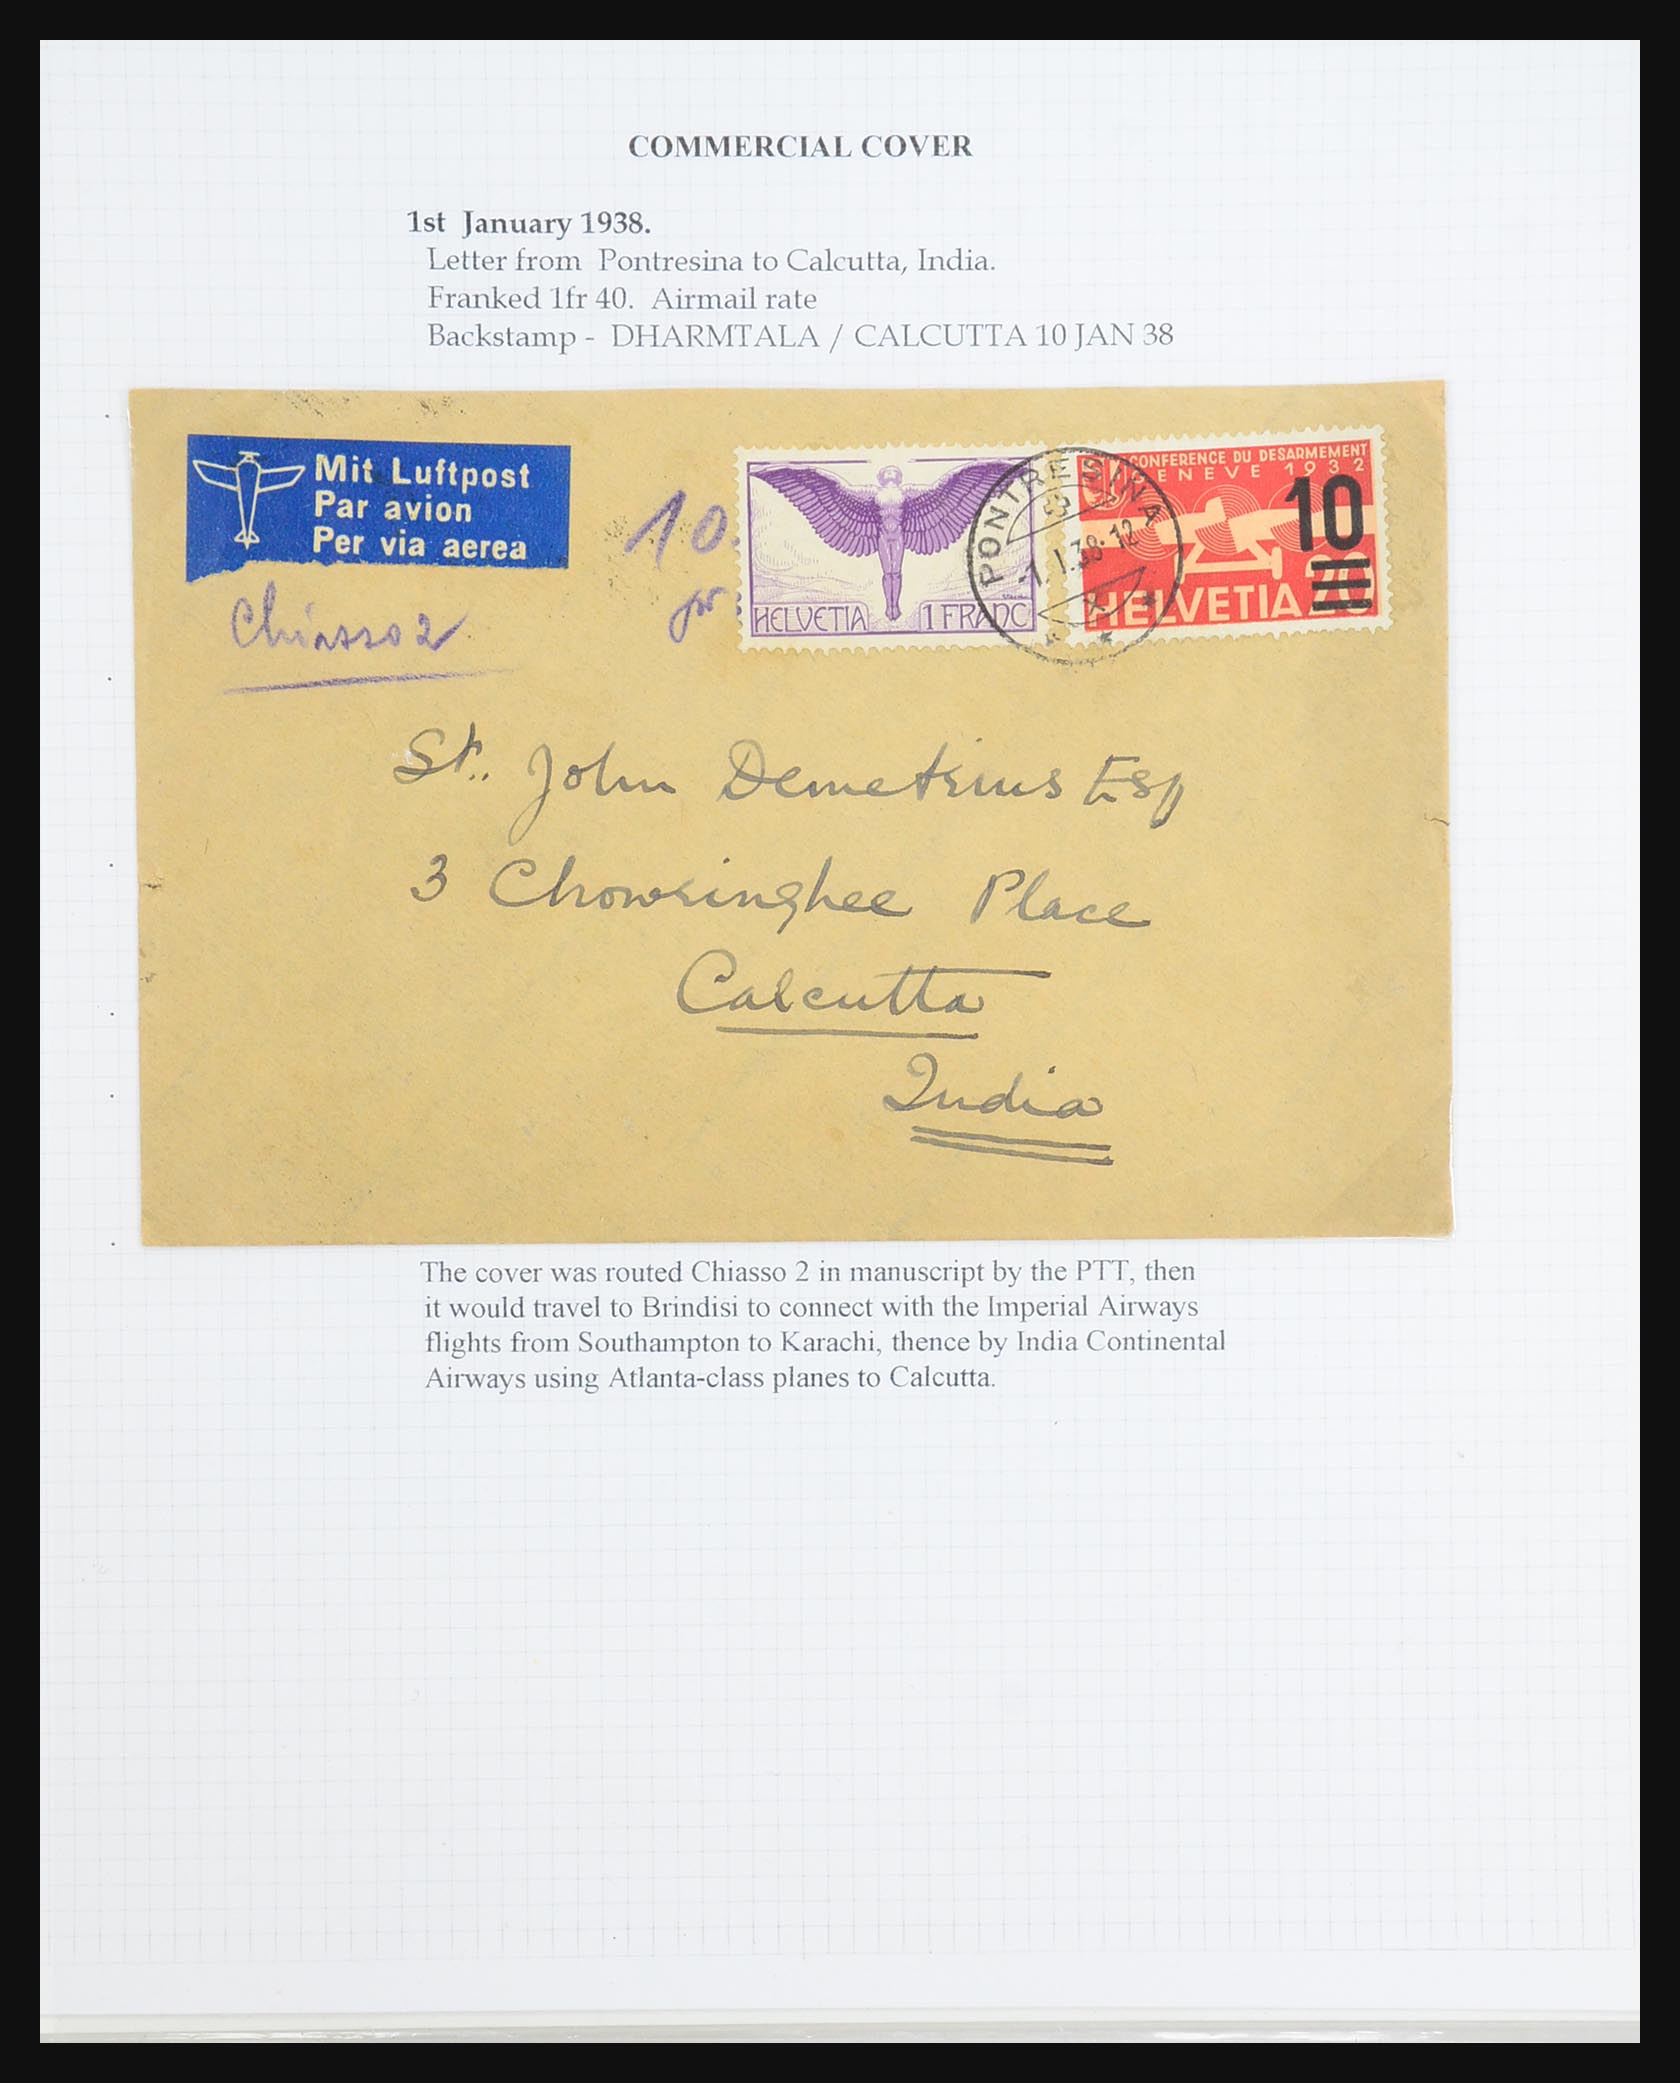 COMMERCIAL COVER
1st January 1938.
Letter from Pontresina to Calcutta, India.
Franked 1fr 40. Airmail rate
Backstamp - DHARMTALA / CALCUTTA 10 JAN 38
Mit Luftpost
Par avion
Per via aerea
Chiasso 2
10
gr
HELVETIA 1 FRANC
PONTRESINA
-1.I.38-12
CONFERENCE DU DESARMEMENT
GENEVE 1932
10
HELVETIA 20
St. John Demetrius Esq
3 Chowringhee Place
Calcutta
India
The cover was routed Chiasso 2 in manuscript by the PTT, then
it would travel to Brindisi to connect with the Imperial Airways
flights from Southampton to Karachi, thence by India Continental
Airways using Atlanta-class planes to Calcutta.